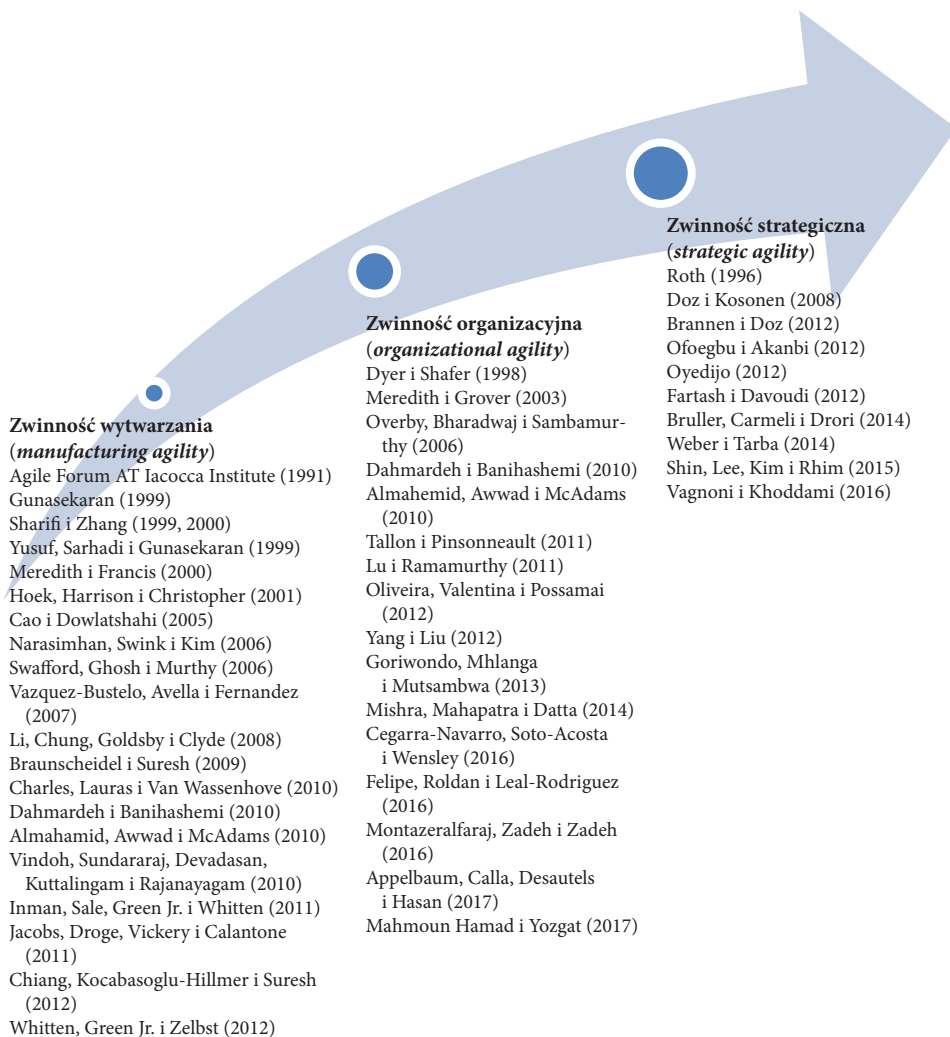 Zwinność wytwarzania
(manufacturing agility)
Agile Forum AT Iacocca Institute (1991)
Gunasekaran (1999)
Sharifi i Zhang (1999, 2000)
Yusuf, Sarhadi i Gunasekaran (1999)
Meredith i Francis (2000)
Hoek, Harrison i Christopher (2001)
Cao i Dowlatshahi (2005)
Narasimhan, Swink i Kim (2006)
Swafford, Ghosh i Murthy (2006)
Vazquez-Bustelo, Avella i Fernandez
(2007)
Li, Chung, Goldsby i Clyde (2008)
Braunscheidel i Suresh (2009)
Charles, Lauras i Van Wassenhove (2010)
Dahmardeh i Banihashemi (2010)
Almahamid, Awwad i McAdams (2010)
Vindoh, Sundararaj, Devadasan,
Kuttalingam i Rajanayagam (2010)
Inman, Sale, Green Jr. i Whitten (2011)
Jacobs, Droge, Vickery i Calantone
(2011)
Chiang, Kocabasoglu-Hillmer i Suresh
(2012)
Whitten, Green Jr. i Zelbst (2012)
Zwinność organizacyjna
(organizational agility)
Dyer i Shafer (1998)
Meredith i Grover (2003)
Overby, Bharadwaj i Sambamur-
thy (2006)
Dahmardeh i Banihashemi (2010)
Almahemid, Awwad i McAdams
(2010)
Tallon i Pinsonneault (2011)
Lu i Ramamurthy (2011)
Oliveira, Valentina i Possamai
(2012)
Yang i Liu (2012)
Goriwondo, Mhlanga
i Mutsambwa (2013)
Mishra, Mahapatra i Datta (2014)
Cegarra-Navarro, Soto-Acosta
i Wensley (2016)
Felipe, Roldan i Leal-Rodriguez
(2016)
Montazeralfaraj, Zadeh i Zadeh
(2016)
Appelbaum, Calla, Desautels
i Hasan (2017)
Mahmoun Hamad i Yozgat (2017)
Zwinność strategiczna
(strategic agility)
Roth (1996)
Doz i Kosonen (2008)
Brannen i Doz (2012)
Ofoegbu i Akanbi (2012)
Oyedijo (2012)
Fartash i Davoudi (2012)
Bruller, Carmeli i Drori (2014)
Weber i Tarba (2014)
Shin, Lee, Kim i Rhim (2015)
Vagnoni i Khoddami (2016)